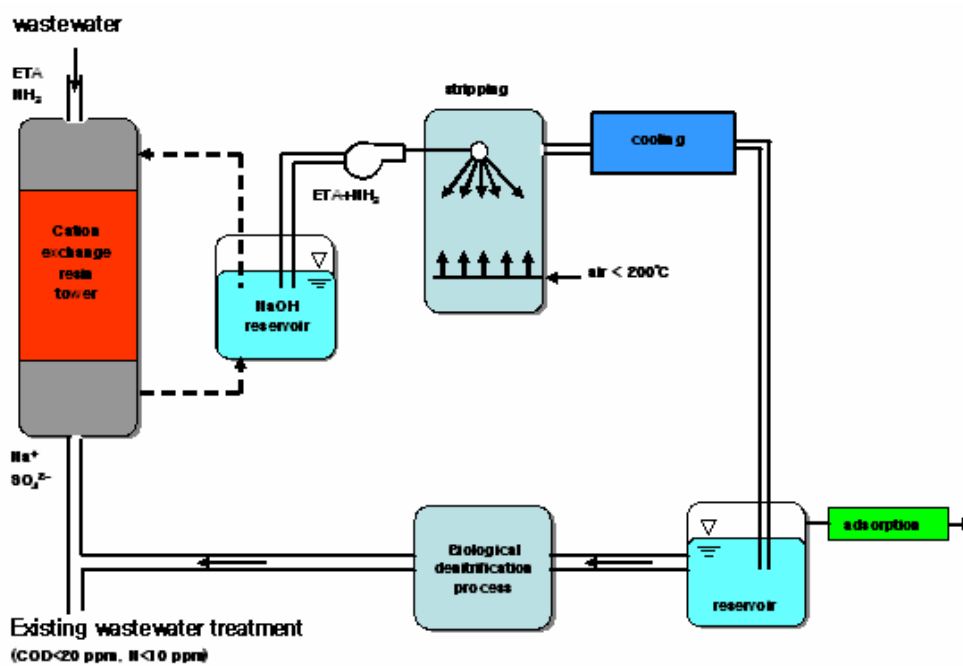 wastewater
ETA
NH₃
stripping
cooling
ETA+NH₃
Cation
exchange
resin
tower
air < 200℃
NaOH
reservoir
Na⁺
SO₄²⁻
adsorption
Biological
denitrification
process
reservoir
Existing wastewater treatment
(COD<20 ppm, N<10 ppm)